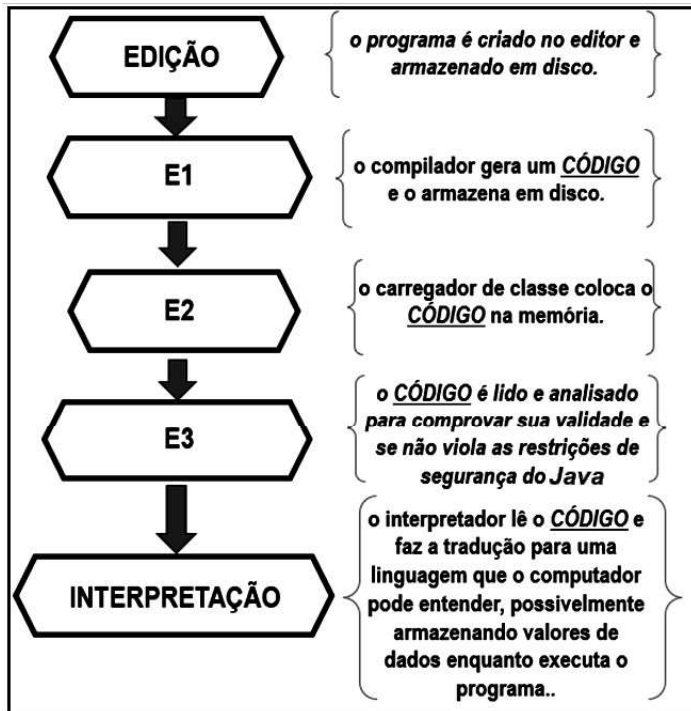 EDIÇÃO
o programa é criado no editor e
armazenado em disco.
E1
o compilador gera um CÓDIGO
e o armazena em disco.
E2
o carregador de classe coloca o
CÓDIGO na memória.
E3
o CÓDIGO é lido e analisado
para comprovar sua validade e
se não viola as restrições de
segurança do Java
INTERPRETAÇÃO
o interpretador lê o CÓDIGO e
faz a tradução para uma
linguagem que o computador
pode entender, possivelmente
armazenando valores de
dados enquanto executa o
programa..